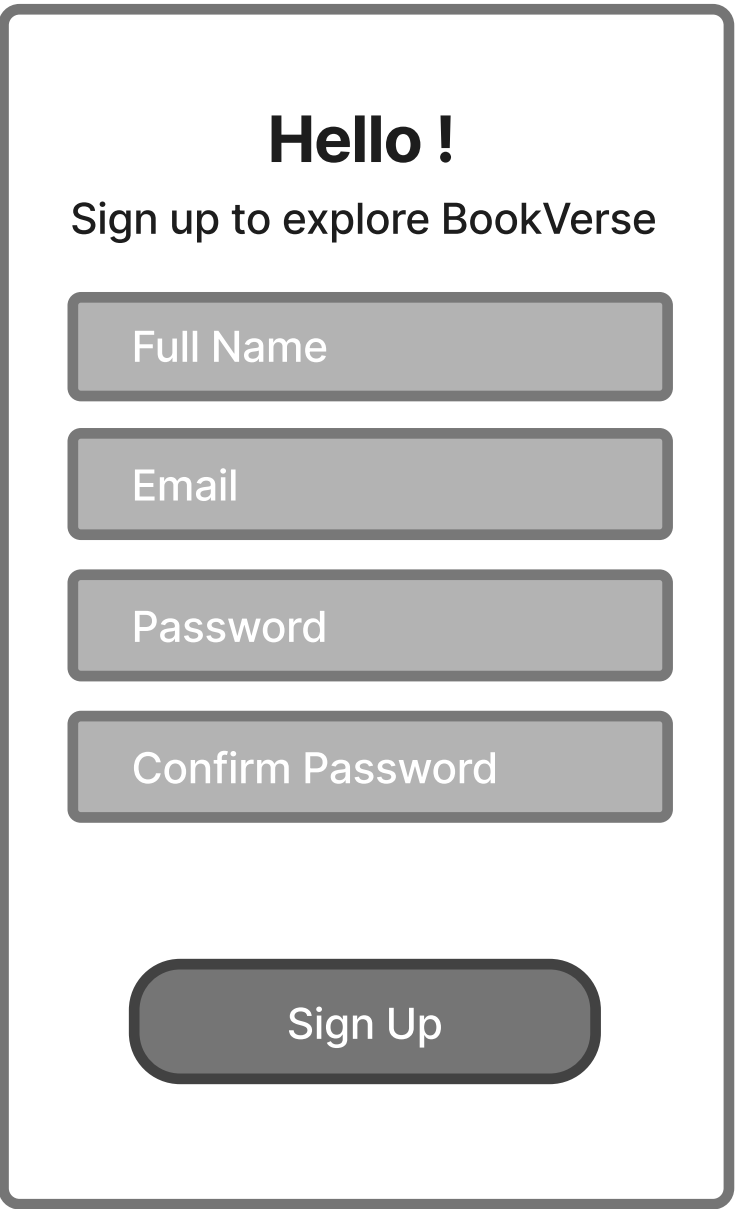 Hello !
Sign up to explore BookVerse
Full Name
Email
Password
Confirm Password
Sign Up